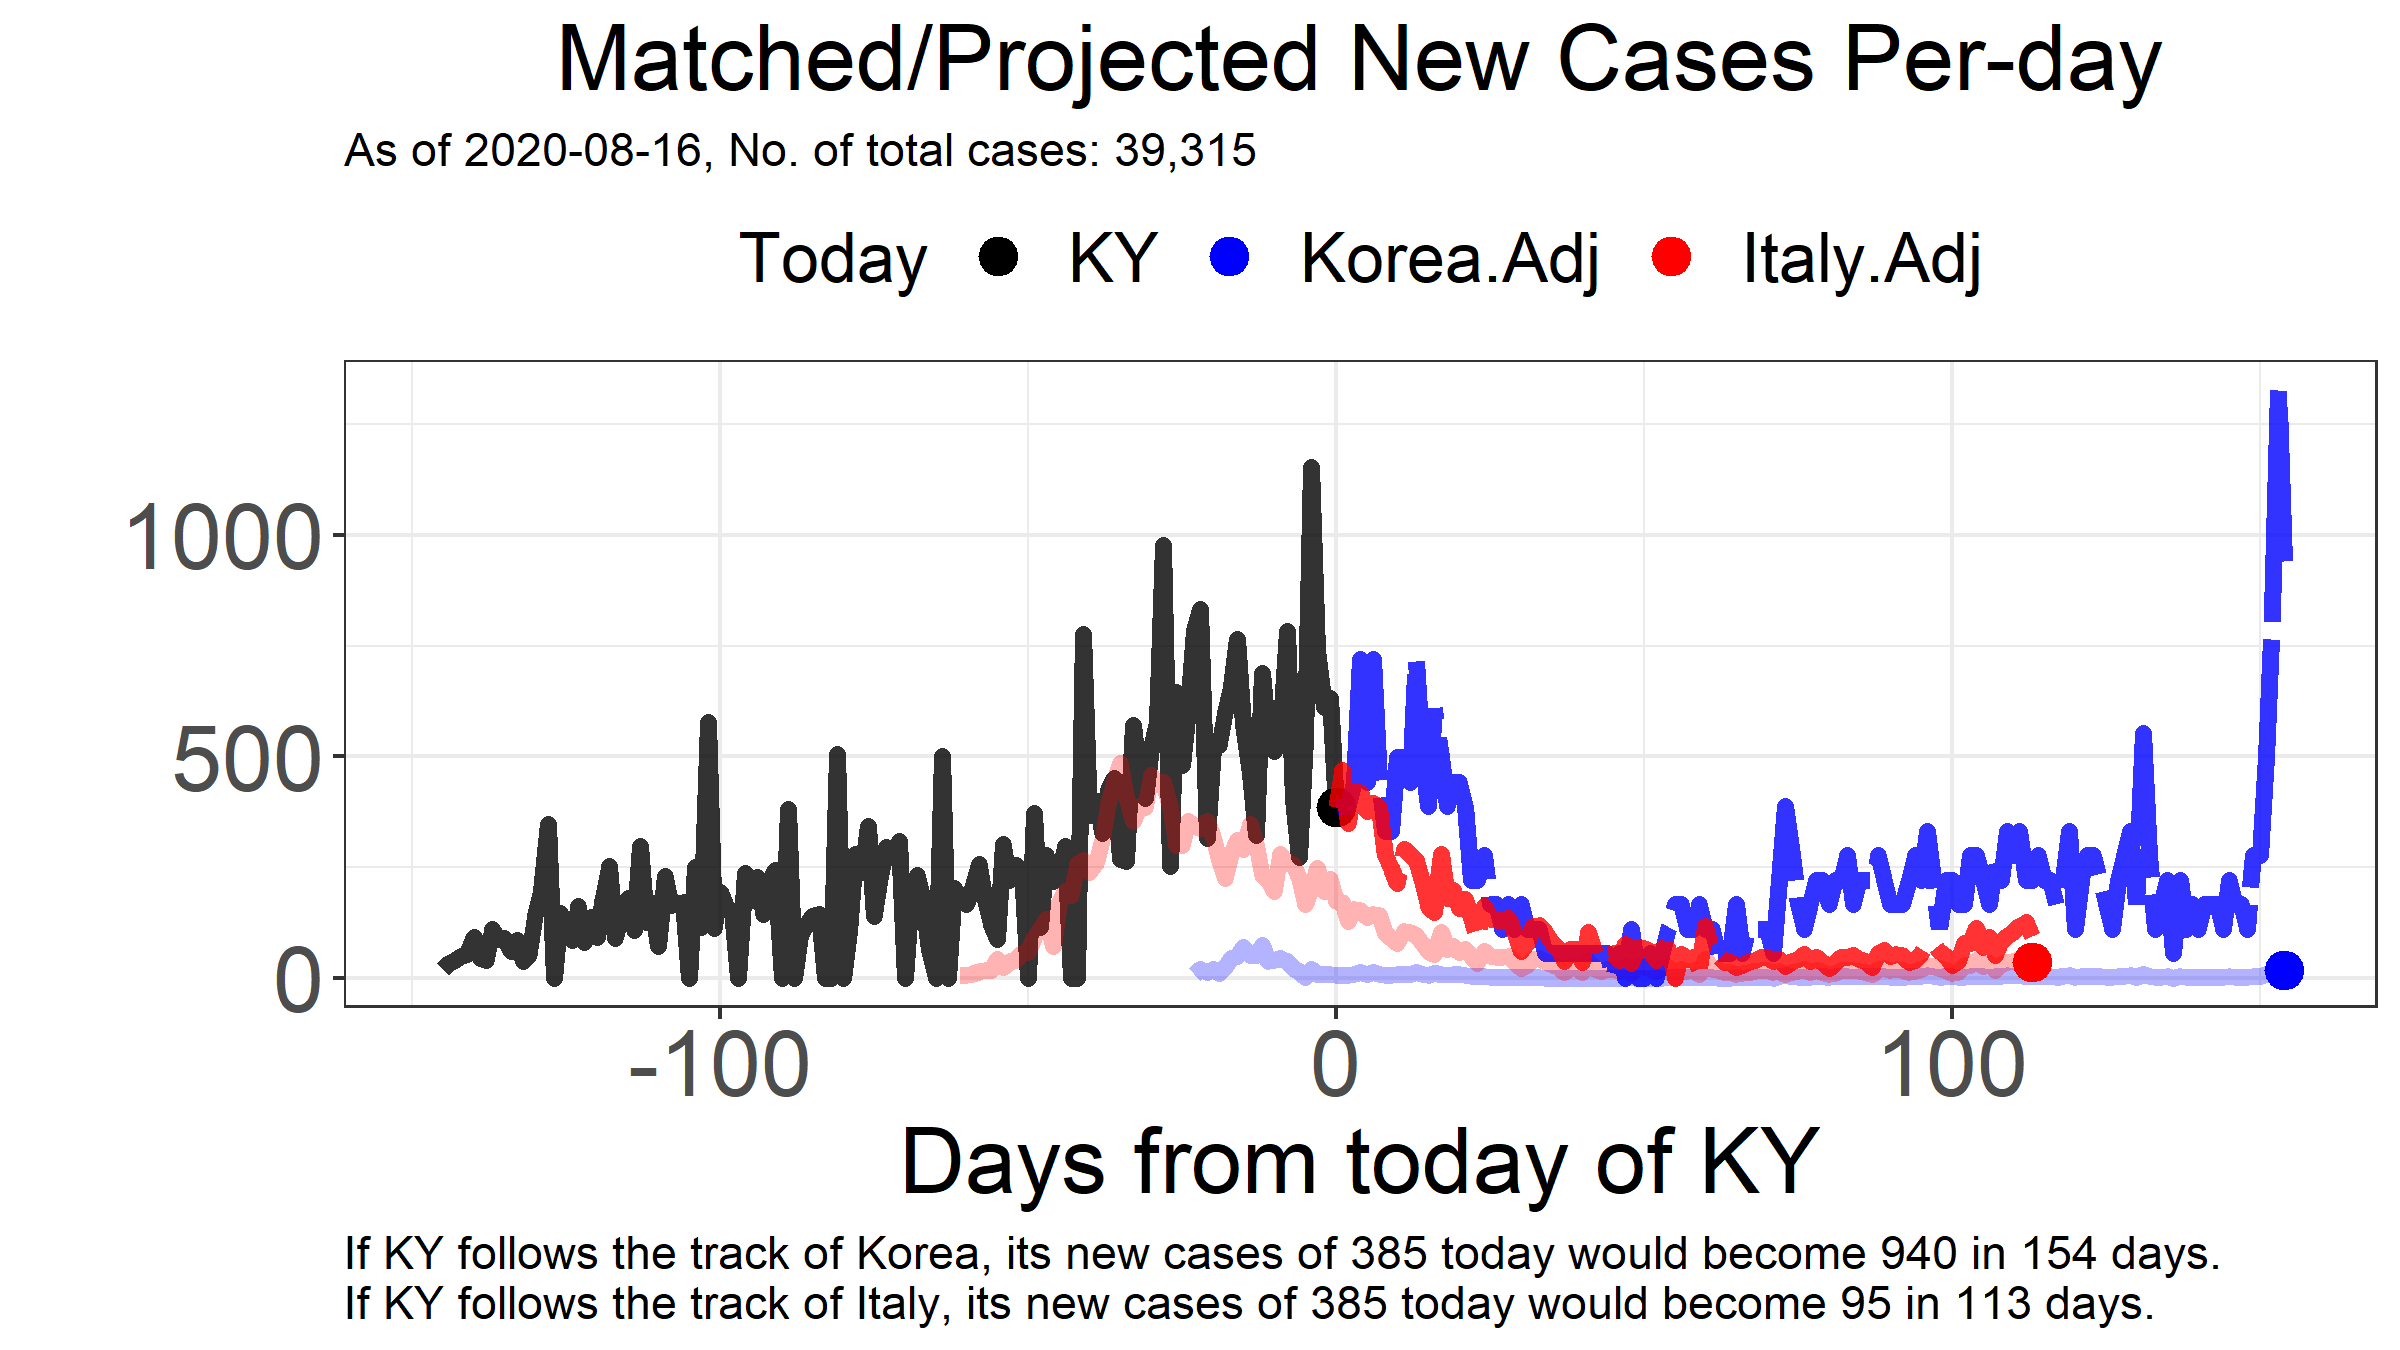 Matched/Projected New Cases Per-day
As of 2020-08-16, No. of total cases: 39,315
Today KY Korea.Adj Italy.Adj
1000
500
0
-100 0 100
Days from today of KY
If KY follows the track of Korea, its new cases of 385 today would become 940 in 154 days.
If KY follows the track of Italy, its new cases of 385 today would become 95 in 113 days.